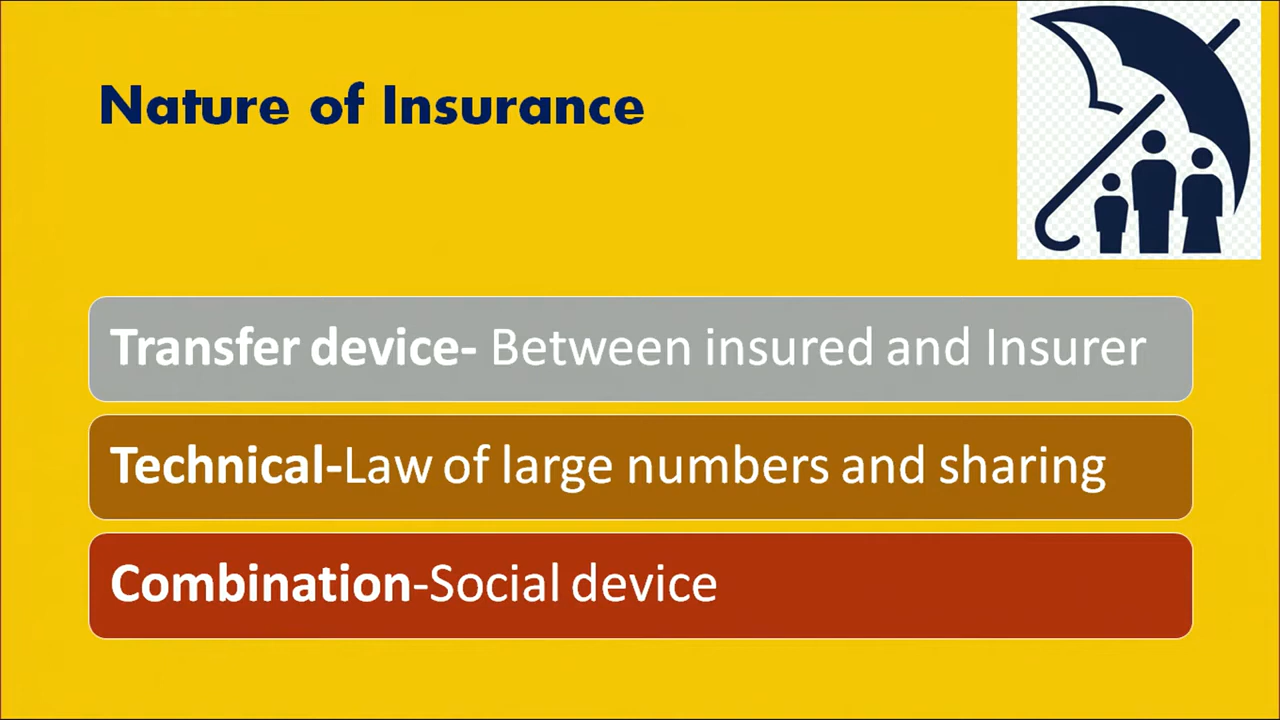 Nature of Insurance
Transfer device- Between insured and Insurer
Technical-Law of large numbers and sharing
Combination-Social device